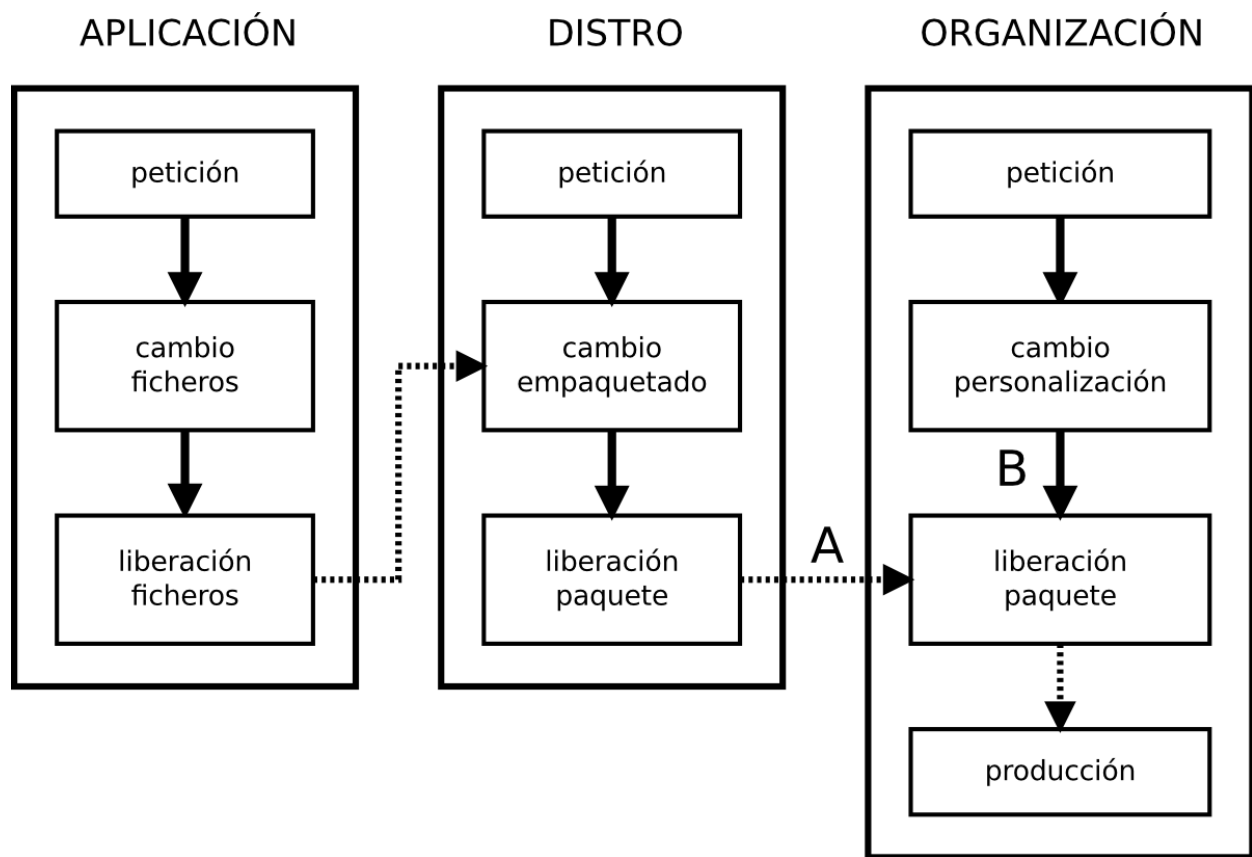 APLICACIÓN
DISTRO
ORGANIZACIÓN
petición
petición
petición
cambio
ficheros
cambio
empaquetado
cambio
personalización
B
A
liberación
ficheros
liberación
paquete
liberación
paquete
producción